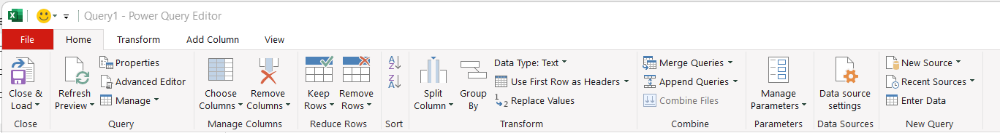 Query1 - Power Query Editor
File Home Transform Add Column View
Close & Load
Refresh Preview
Properties
Advanced Editor
Manage
Choose Columns
Remove Columns
Keep Rows
Remove Rows
A Z
Z A
Split Column
Group By
Data Type: Text
Use First Row as Headers
1 2 Replace Values
Merge Queries
Append Queries
Combine Files
Manage Parameters
Data source settings
New Source
Recent Sources
Enter Data
Close Query Manage Columns Reduce Rows Sort Transform Combine Parameters Data Sources New Query